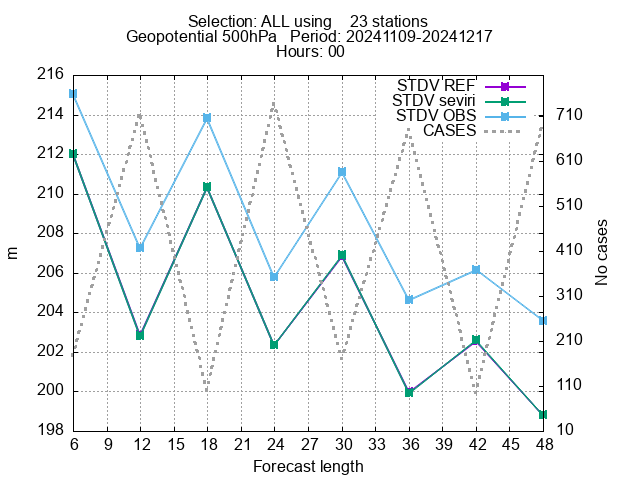 Selection: ALL using    23 stations
Geopotential 500hPa   Period: 20241109-20241217
Hours: 00
STDV REF
STDV seviri
STDV OBS
CASES
216
214
212
210
208
206
204
202
200
198
710
610
510
410
310
210
110
10
6 9 12 15 18 21 24 27 30 33 36 39 42 45 48
m
No cases
Forecast length